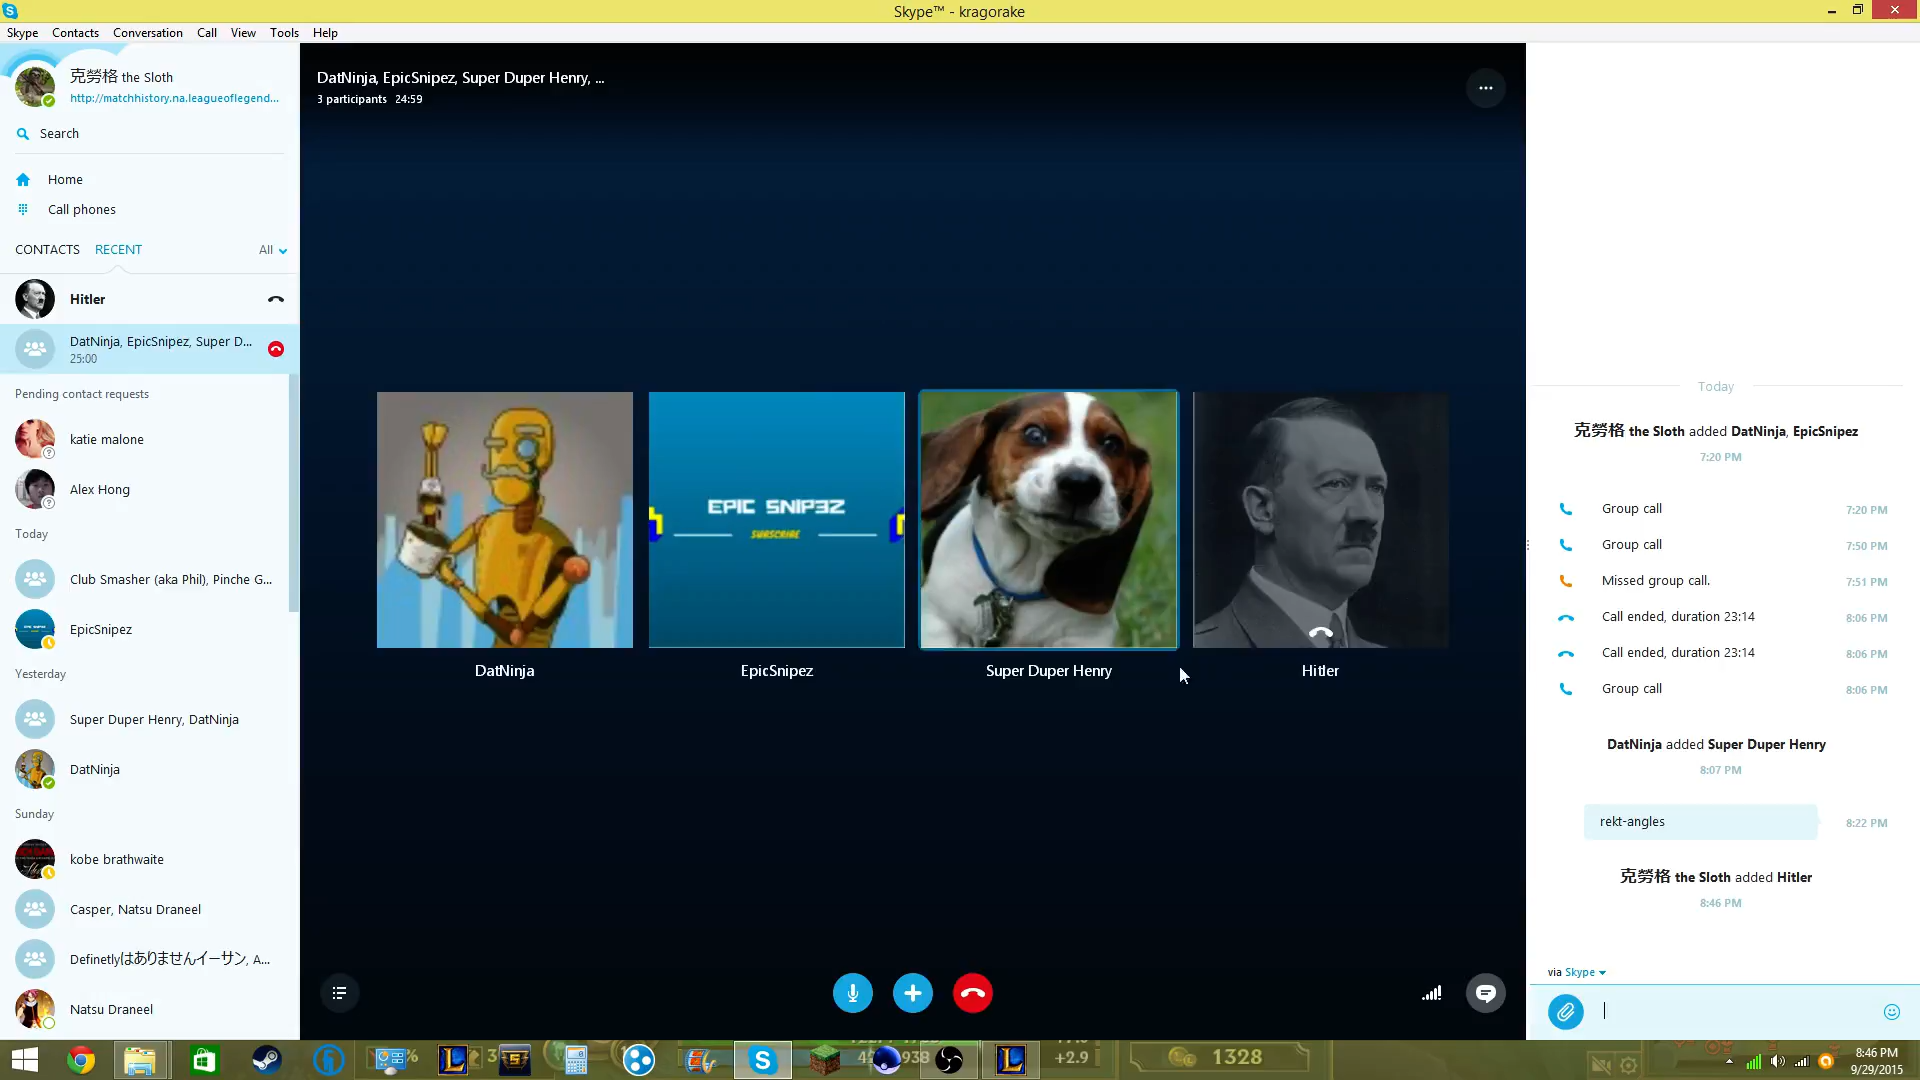 Skype™ - kragorake
Skype Contacts Conversation Call View Tools Help
克勞格 the Sloth
http://matchhistory.na.leagueoflegend...
Search
Home
Call phones
CONTACTS RECENT All
Hitler
DatNinja, EpicSnipez, Super D...
25:00
Pending contact requests
katie malone
Alex Hong
Today
Club Smasher (aka Phil), Pinche G...
EpicSnipez
Yesterday
Super Duper Henry, DatNinja
DatNinja
Sunday
kobe brathwaite
Casper, Natsu Draneel
Definetlyはありませんイーサン, A...
Natsu Draneel
DatNinja, EpicSnipez, Super Duper Henry, ...
3 participants 24:59
EPIC SNIP3Z
SUBSCRIBE
DatNinja
EpicSnipez
Super Duper Henry
Hitler
Today
克勞格 the Sloth added DatNinja, EpicSnipez
7:20 PM
Group call 7:20 PM
Group call 7:50 PM
Missed group call. 7:51 PM
Call ended, duration 23:14 8:06 PM
Call ended, duration 23:14 8:06 PM
Group call 8:06 PM
DatNinja added Super Duper Henry
8:07 PM
rekt-angles 8:22 PM
克勞格 the Sloth added Hitler
8:46 PM
via Skype
+2.9
1328
8:46 PM
9/29/2015